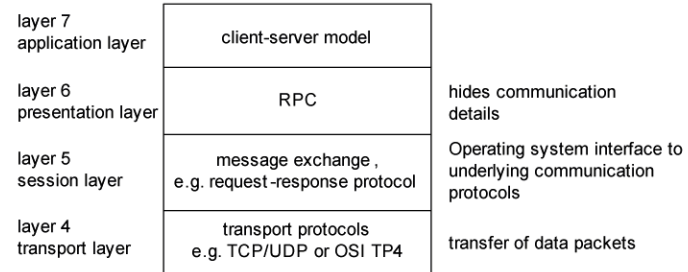 layer 7
application layer
client-server model
layer 6
presentation layer
RPC
hides communication
details
layer 5
session layer
message exchange ,
e.g. request-response protocol
Operating system interface to
underlying communication
protocols
layer 4
transport layer
transport protocols
e.g. TCP/UDP or OSI TP4
transfer of data packets